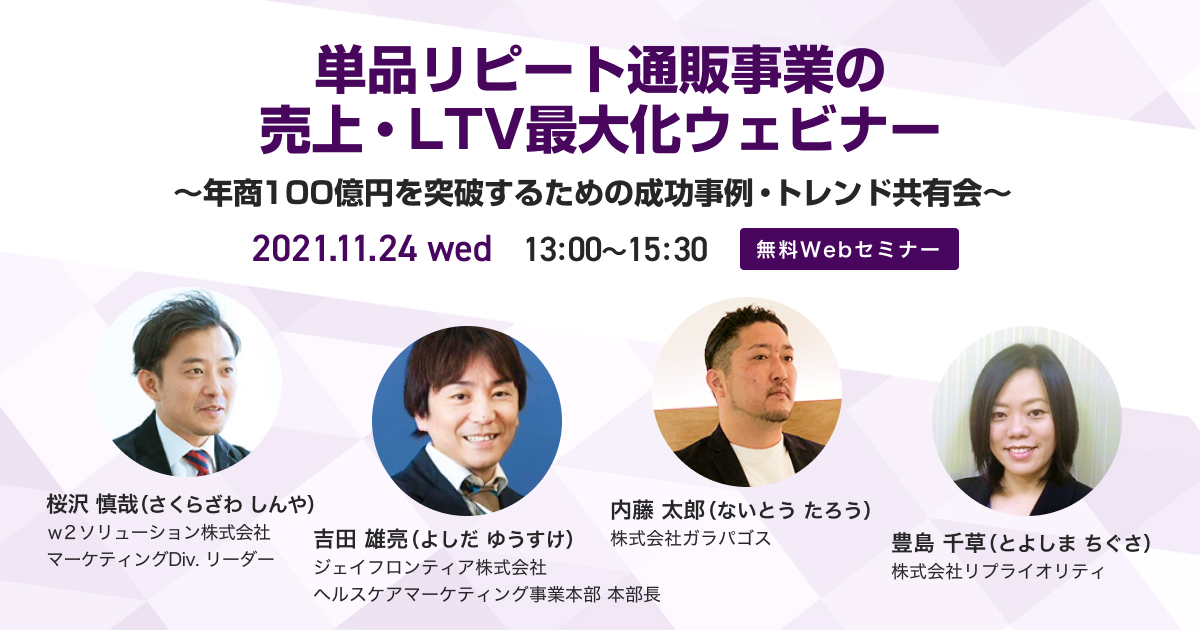 単品リピート通販事業の
売上・LTV最大化ウェビナー
～年商100億円を突破するための成功事例・トレンド共有会～
2021.11.24 wed 13:00～15:30 無料Webセミナー
桜沢 慎哉（さくらざわ しんや）
w2ソリューション株式会社
マーケティングDiv. リーダー
吉田 雄亮（よしだ ゆうすけ）
ジェイフロンティア株式会社
ヘルスケアマーケティング事業本部 本部長
内藤 太郎（ないとう たろう）
株式会社ガラパゴス
豊島 千草（とよしま ちぐさ）
株式会社リプライオリティ